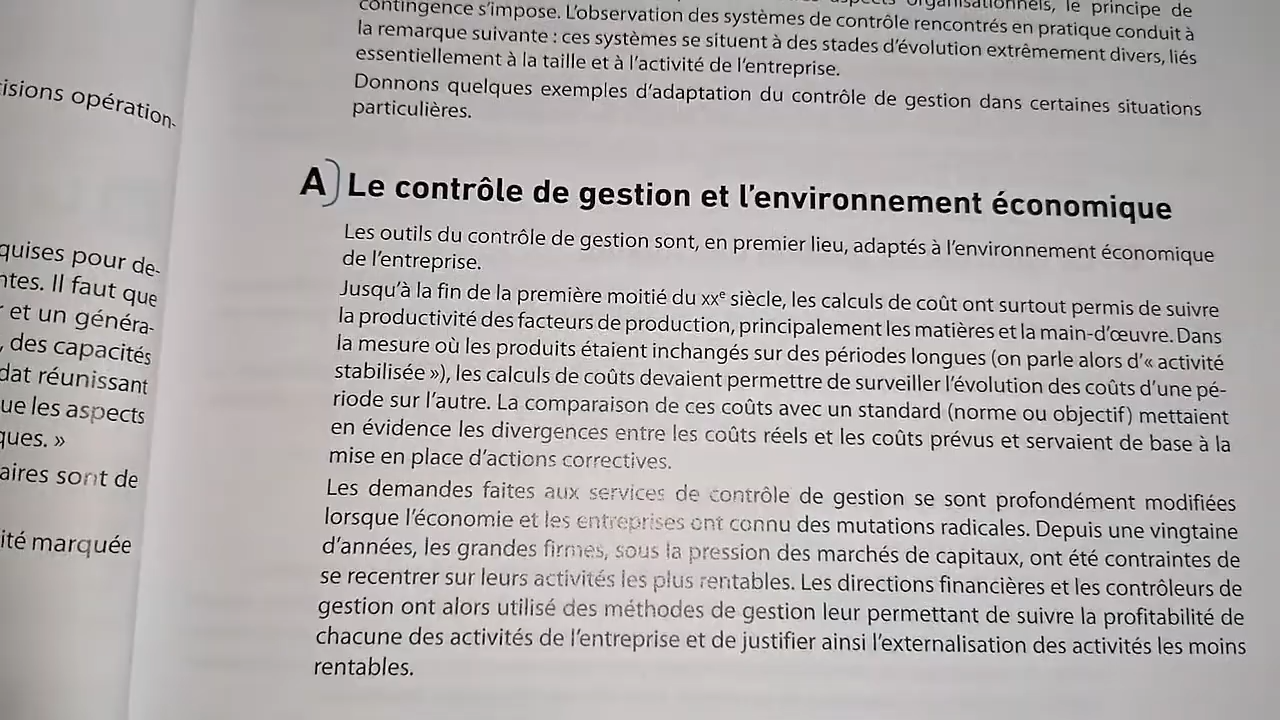 isions opération-
quises pour de-
ntes. Il faut que
et un généra-
, des capacités
dat réunissant
ue les aspects
ques. »
aires sont de
ité marquée
organisationnels, le principe de
contingence s'impose. L'observation des systèmes de contrôle rencontrés en pratique conduit à
la remarque suivante : ces systèmes se situent à des stades d'évolution extrêmement divers, liés
essentiellement à la taille et à l'activité de l'entreprise.
Donnons quelques exemples d'adaptation du contrôle de gestion dans certaines situations
particulières.
A) Le contrôle de gestion et l'environnement économique
Les outils du contrôle de gestion sont, en premier lieu, adaptés à l'environnement économique
de l'entreprise.
Jusqu'à la fin de la première moitié du XXe siècle, les calculs de coût ont surtout permis de suivre
la productivité des facteurs de production, principalement les matières et la main-d'œuvre. Dans
la mesure où les produits étaient inchangés sur des périodes longues (on parle alors d'« activité
stabilisée »), les calculs de coûts devaient permettre de surveiller l'évolution des coûts d'une pé-
riode sur l'autre. La comparaison de ces coûts avec un standard (norme ou objectif) mettaient
en évidence les divergences entre les coûts réels et les coûts prévus et servaient de base à la
mise en place d'actions correctives.
Les demandes faites aux services de contrôle de gestion se sont profondément modifiées
lorsque l'économie et les entreprises ont connu des mutations radicales. Depuis une vingtaine
d'années, les grandes firmes, sous la pression des marchés de capitaux, ont été contraintes de
se recentrer sur leurs activités les plus rentables. Les directions financières et les contrôleurs de
gestion ont alors utilisé des méthodes de gestion leur permettant de suivre la profitabilité de
chacune des activités de l'entreprise et de justifier ainsi l'externalisation des activités les moins
rentables.